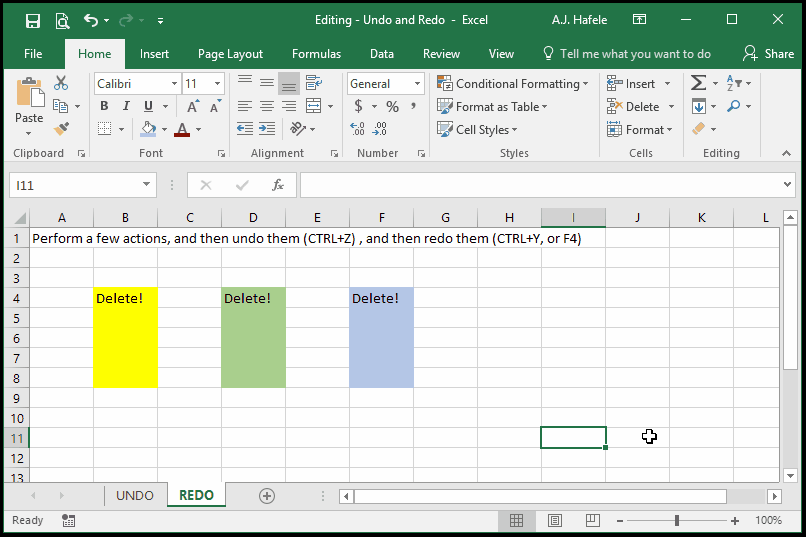 Editing - Undo and Redo - Excel A.J. Hafele
File Home Insert Page Layout Formulas Data Review View Tell me what you want to do Share
Paste
Calibri 11
B I U
A A
A
General
$ % ,
.00
.00
Conditional Formatting
Format as Table
Cell Styles
Insert
Delete
Format
Σ
A Z
Clipboard Font Alignment Number Styles Cells Editing
I11 fx
A B C D E F G H I J K L
1 Perform a few actions, and then undo them (CTRL+Z) , and then redo them (CTRL+Y, or F4)
2
3
4 Delete! Delete! Delete!
5
6
7
8
9
10
11
12
13
UNDO REDO
Ready 100%